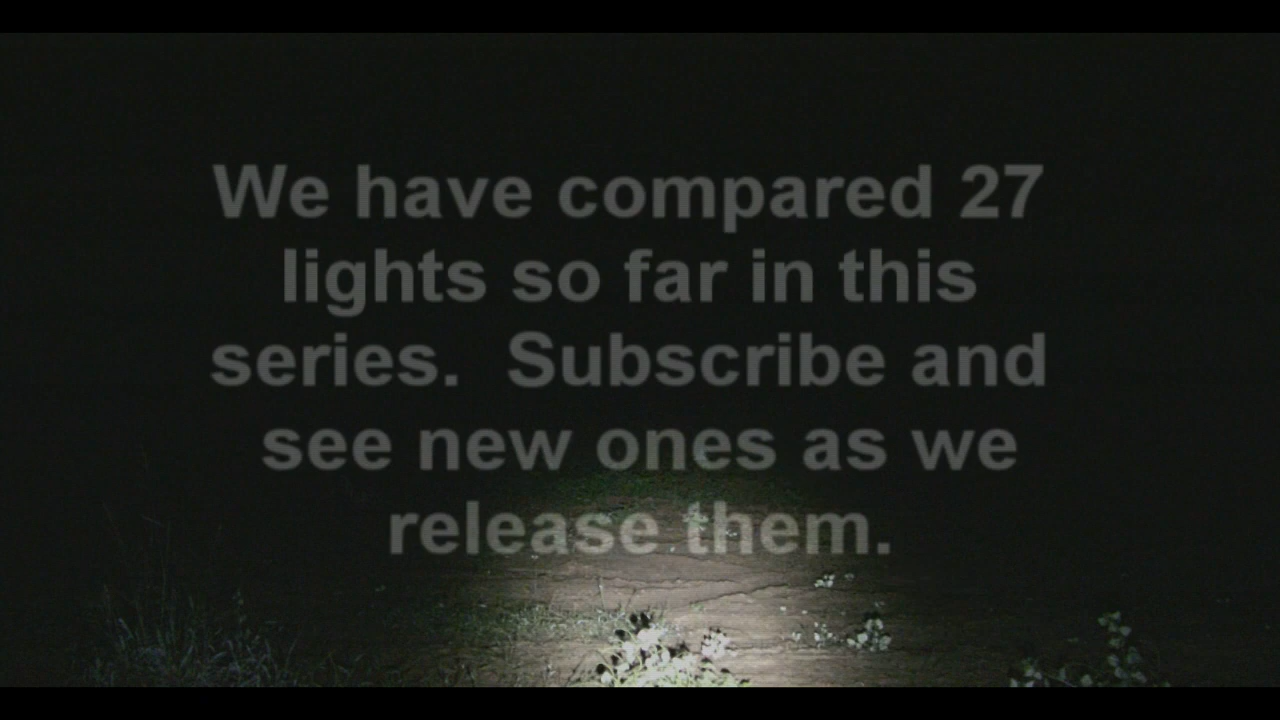 We have compared 27
lights so far in this
series.  Subscribe and
see new ones as we
release them.